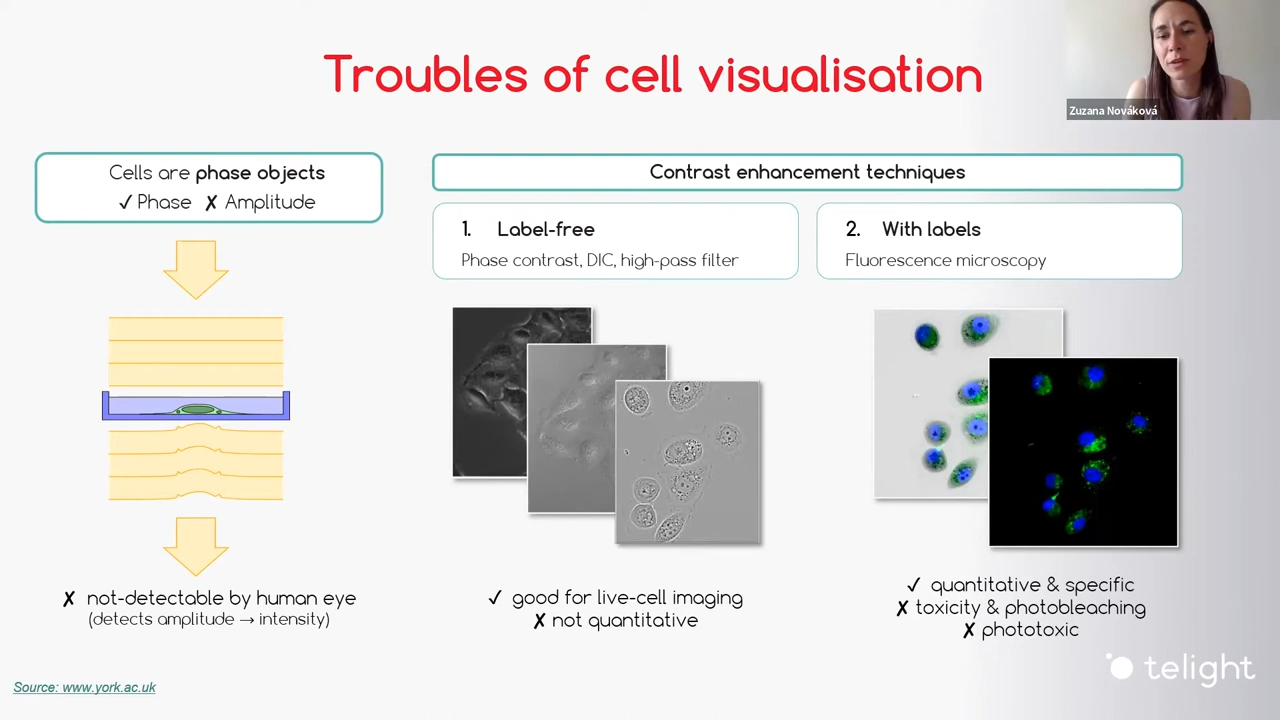 Troubles of cell visualisation
Zuzana Nováková
Cells are phase objects
✓ Phase ✗ Amplitude
✗ not-detectable by human eye
(detects amplitude → intensity)
Contrast enhancement techniques
1. Label-free
Phase contrast, DIC, high-pass filter
✓ good for live-cell imaging
✗ not quantitative
2. With labels
Fluorescence microscopy
✓ quantitative & specific
✗ toxicity & photobleaching
✗ phototoxic
Source: www.york.ac.uk
telight